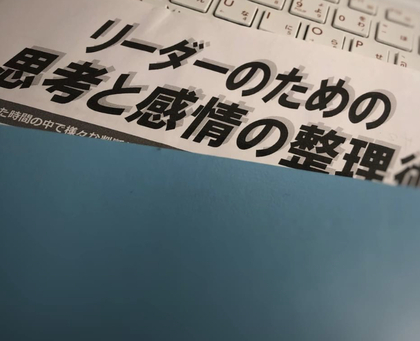 リーダーのための
思考と感情の整理
た時間の中で様々な